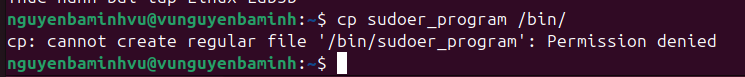 nguyenbaminhvu@vunguyenbaminh:~$ cp sudoer_program /bin/
cp: cannot create regular file '/bin/sudoer_program': Permission denied
nguyenbaminhvu@vunguyenbaminh:~$